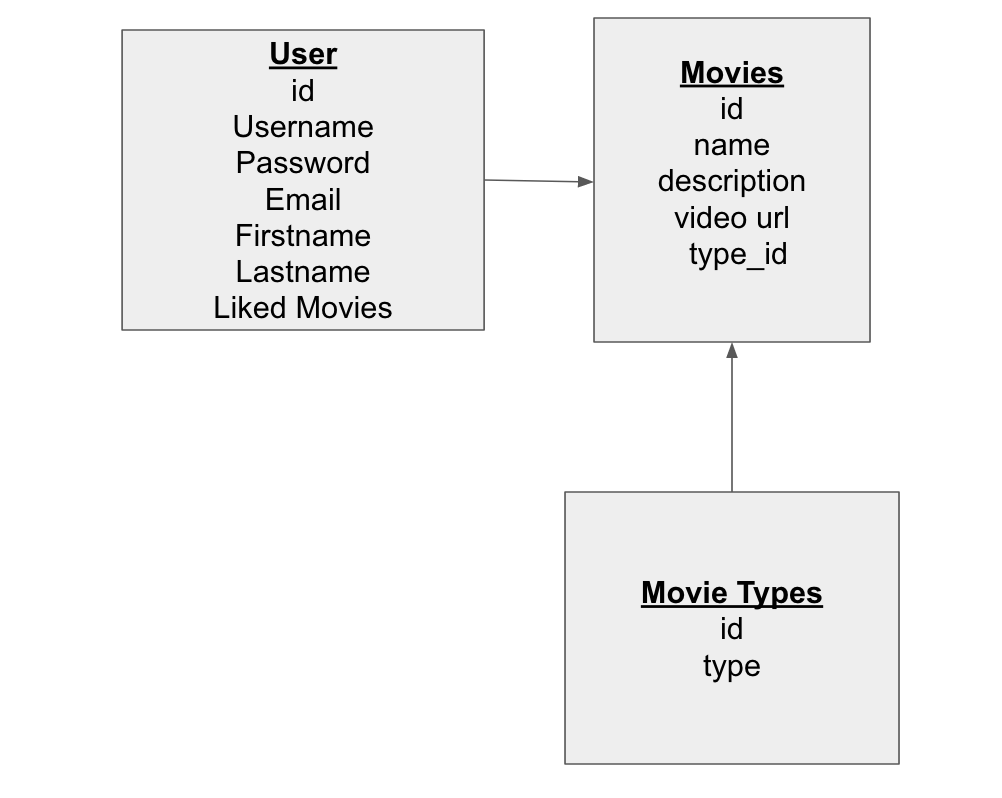 User
id
Username
Password
Email
Firstname
Lastname
Liked Movies
Movies
id
name
description
video url
type_id
Movie Types
id
type